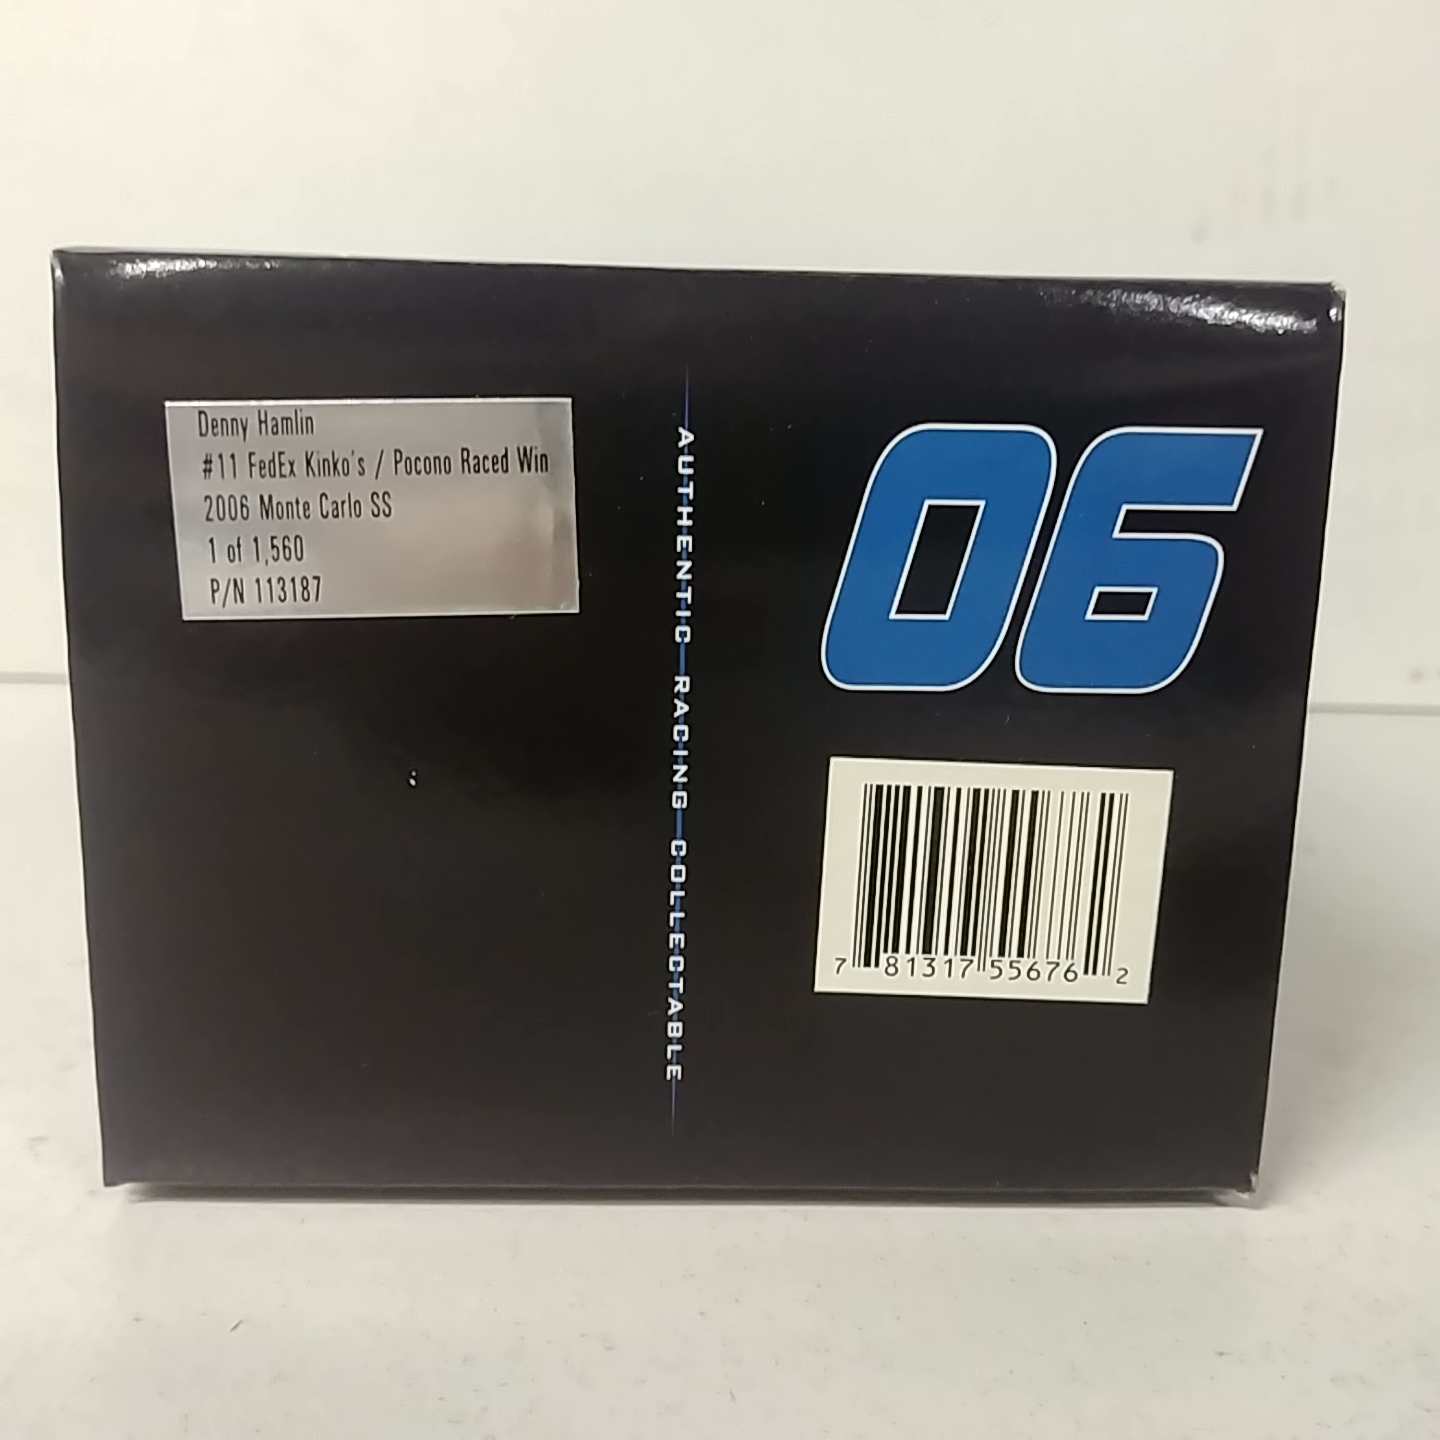 Denny Hamlin
#11 FedEx Kinko's / Pocono Raced Win
2006 Monte Carlo SS
1 of 1,560
P/N 113187
AUTHENTIC RACING COLLECTABLE
06
7 81317 55676 2